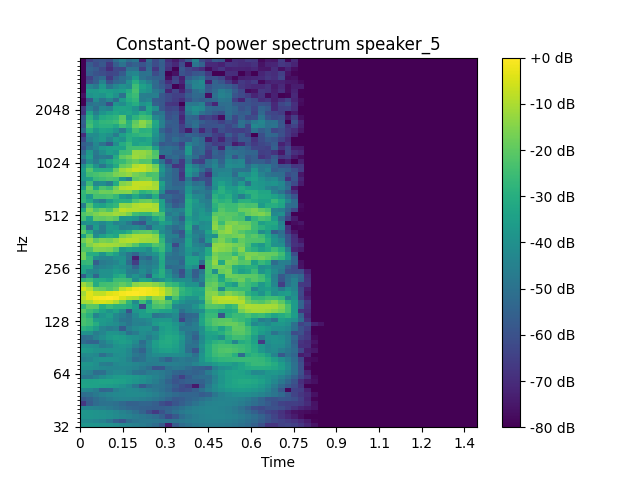 Constant-Q power spectrum speaker_5
Hz
2048
1024
512
256
128
64
32
0 0.15 0.3 0.45 0.6 0.75 0.9 1.1 1.2 1.4
Time
+0 dB
-10 dB
-20 dB
-30 dB
-40 dB
-50 dB
-60 dB
-70 dB
-80 dB